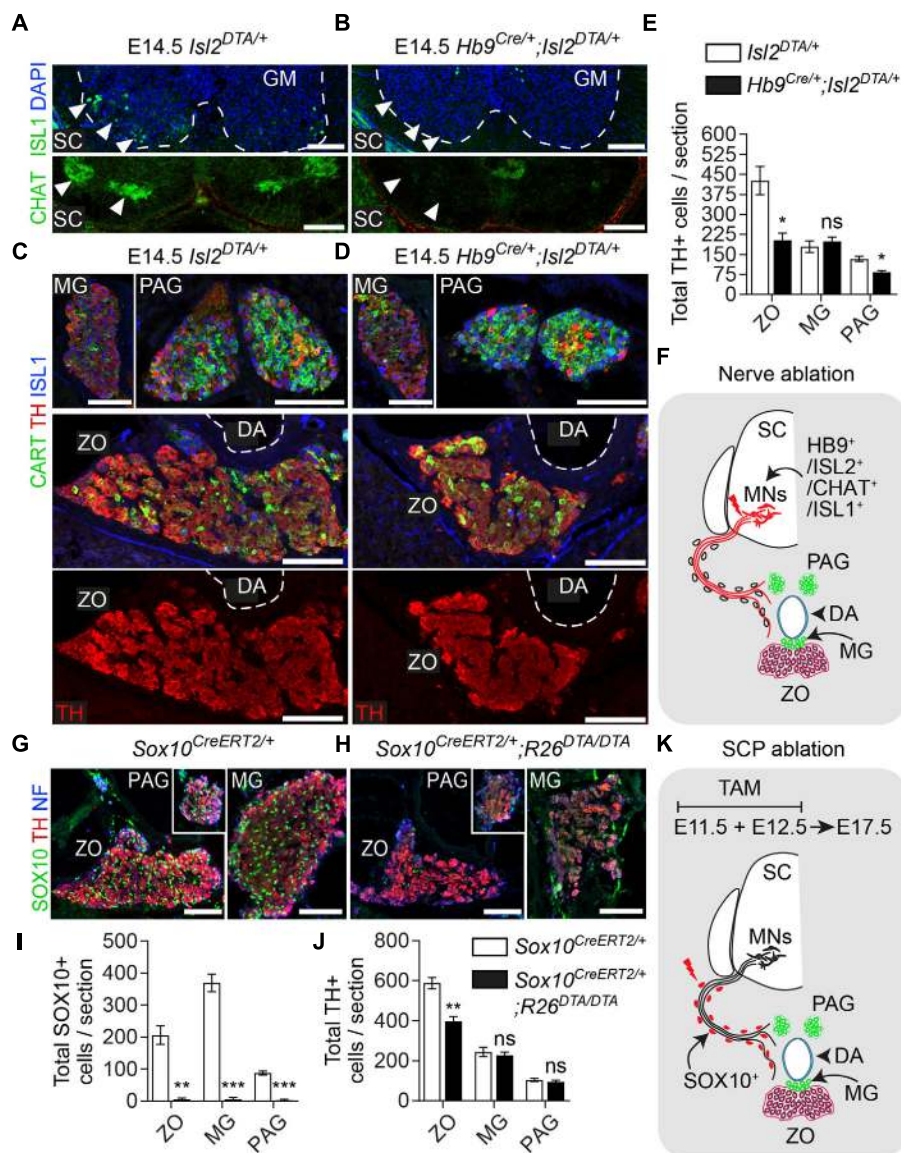 A
E14.5 Isl2DTA/+
B
E14.5 Hb9Cre/+;Isl2DTA/+
ISL1 DAPI
GM
SC
GM
SC
CHAT
SC
SC
E
Isl2DTA/+
Hb9Cre/+;Isl2DTA/+
Total TH+ cells / section
600
525
450
375
300
225
150
75
0
*
ns
*
ZO
MG
PAG
C
E14.5 Isl2DTA/+
D
E14.5 Hb9Cre/+;Isl2DTA/+
CART TH ISL1
MG
PAG
MG
PAG
ZO
DA
ZO
DA
ZO
DA
TH
ZO
DA
TH
F
Nerve ablation
SC
HB9+
/ISL2+
/CHAT+
/ISL1+
MNs
PAG
DA
MG
ZO
G
Sox10CreERT2/+
H
Sox10CreERT2/+;R26DTA/DTA
SOX10 TH NF
PAG
MG
ZO
PAG
MG
ZO
I
Total SOX10+
cells / section
500
400
300
200
100
0
**
***
***
ZO
MG
PAG
J
Total TH+
cells / section
800
600
400
200
0
Sox10CreERT2/+
Sox10CreERT2/+
;R26DTA/DTA
**
ns
ns
ZO
MG
PAG
K
SCP ablation
TAM
E11.5 + E12.5 → E17.5
SC
MNs
PAG
DA
SOX10+
MG
ZO